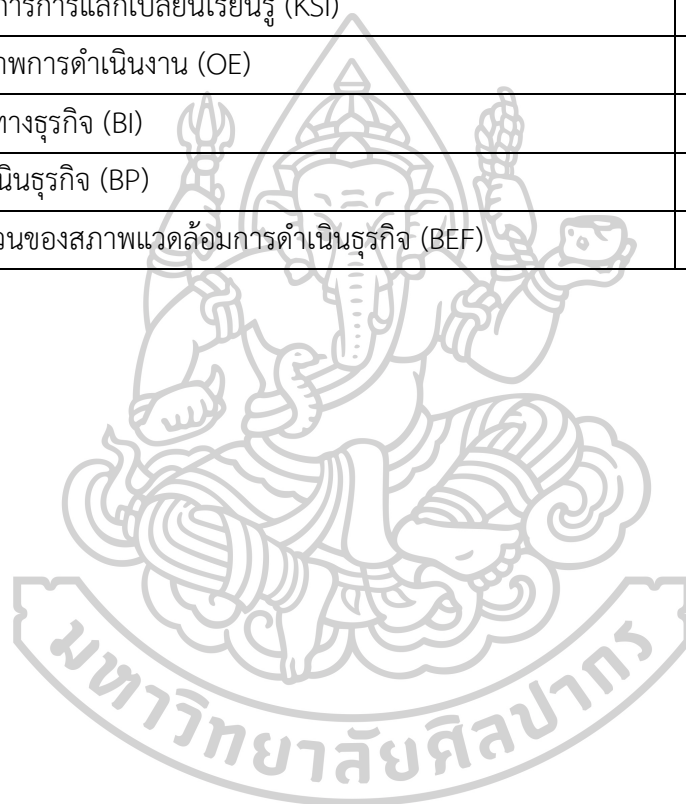 การการแลกเปลี่ยนเรียนรู้ (KSI)
าพการดำเนินงาน (OE)
ทางธุรกิจ (BI)
เนินธุรกิจ (BP)
วนของสภาพแวดล้อมการดำเนินธุรกิจ (BEF)
มหาวิทยาลัยศิลปากร